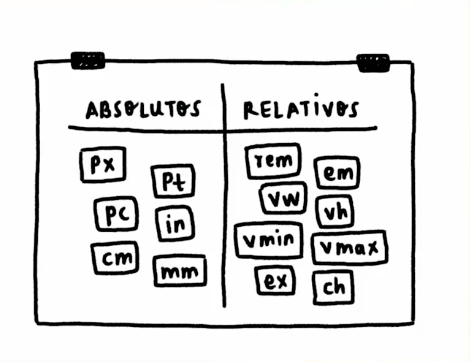 ABSOLUTOS
px
pt
pc
in
cm
mm
RELATIVOS
rem
em
vw
vh
vmin
vmax
ex
ch